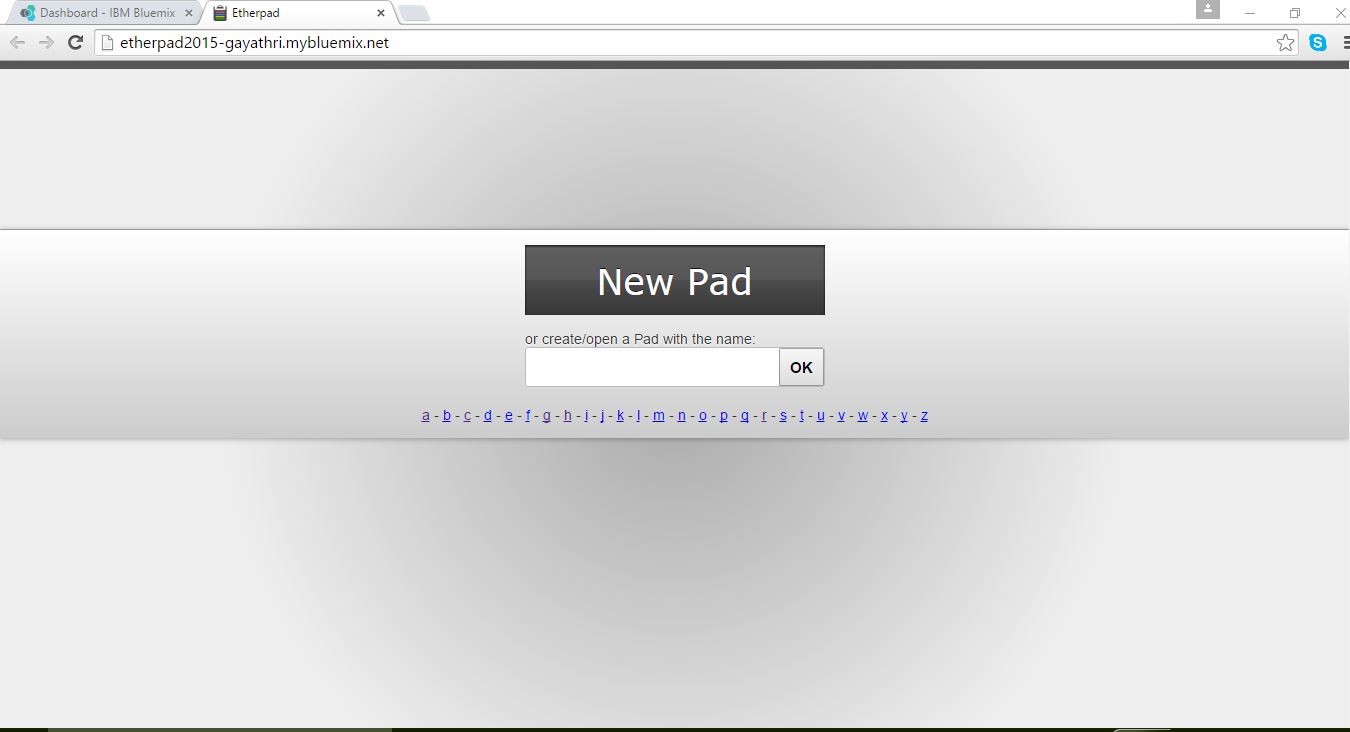 Dashboard - IBM Bluemix
Etherpad
etherpad2015-gayathri.mybluemix.net
New Pad
or create/open a Pad with the name:
OK
a - b - c - d - e - f - g - h - i - j - k - l - m - n - o - p - q - r - s - t - u - v - w - x - y - z